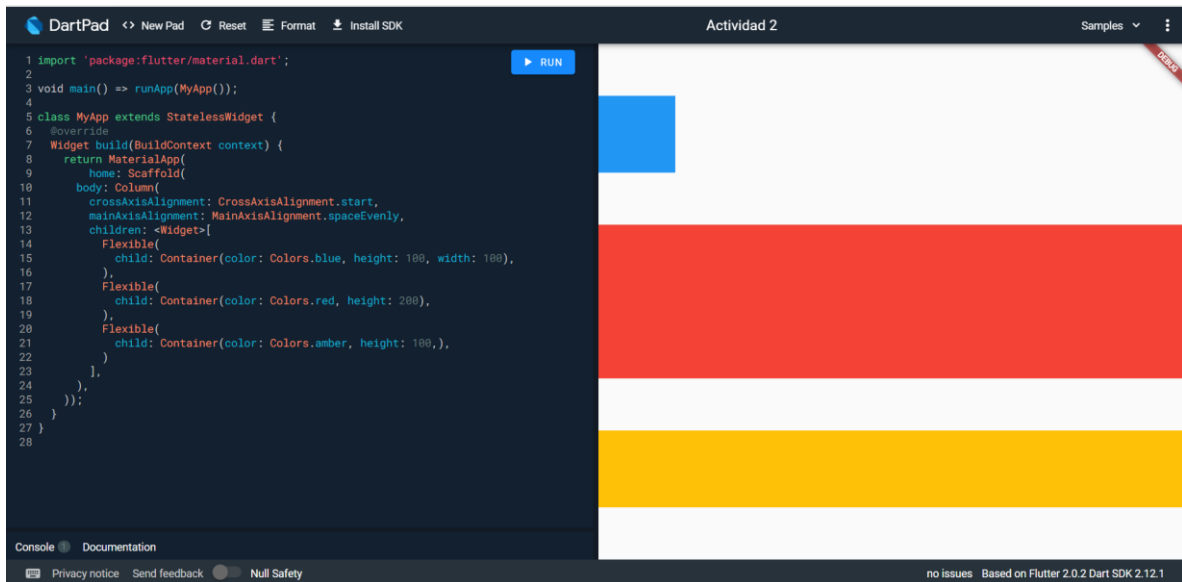 DartPad <> New Pad Reset Format Install SDK Actividad 2 Samples
RUN
DEBUG
1 import 'package:flutter/material.dart';
2
3 void main() => runApp(MyApp());
4
5 class MyApp extends StatelessWidget {
6   @override
7   Widget build(BuildContext context) {
8     return MaterialApp(
9         home: Scaffold(
10       body: Column(
11         crossAxisAlignment: CrossAxisAlignment.start,
12         mainAxisAlignment: MainAxisAlignment.spaceEvenly,
13         children: <Widget>[
14           Flexible(
15             child: Container(color: Colors.blue, height: 100, width: 100),
16           ),
17           Flexible(
18             child: Container(color: Colors.red, height: 200),
19           ),
20           Flexible(
21             child: Container(color: Colors.amber, height: 100,),
22           )
23         ],
24       ),
25     ));
26   }
27 }
28
Console 1 Documentation
Privacy notice Send feedback Null Safety no issues Based on Flutter 2.0.2 Dart SDK 2.12.1